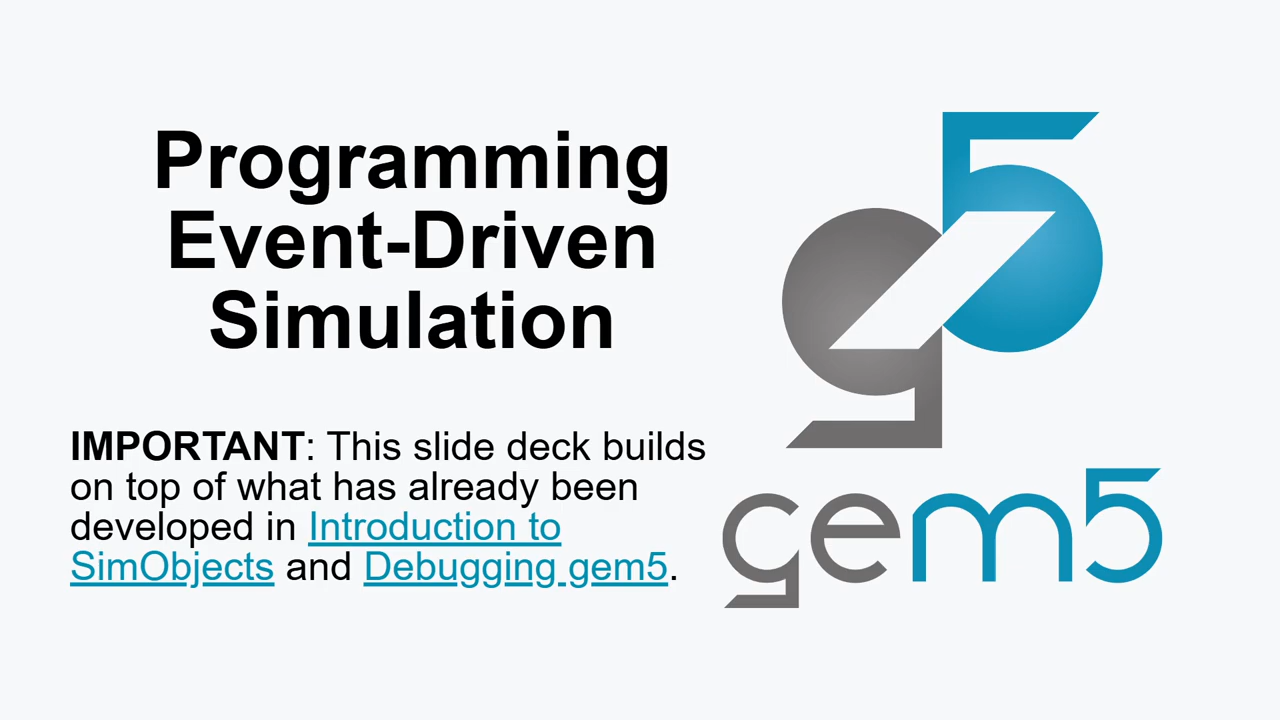 Programming
Event-Driven
Simulation
IMPORTANT: This slide deck builds
on top of what has already been
developed in Introduction to
SimObjects and Debugging gem5.
g5
gem5